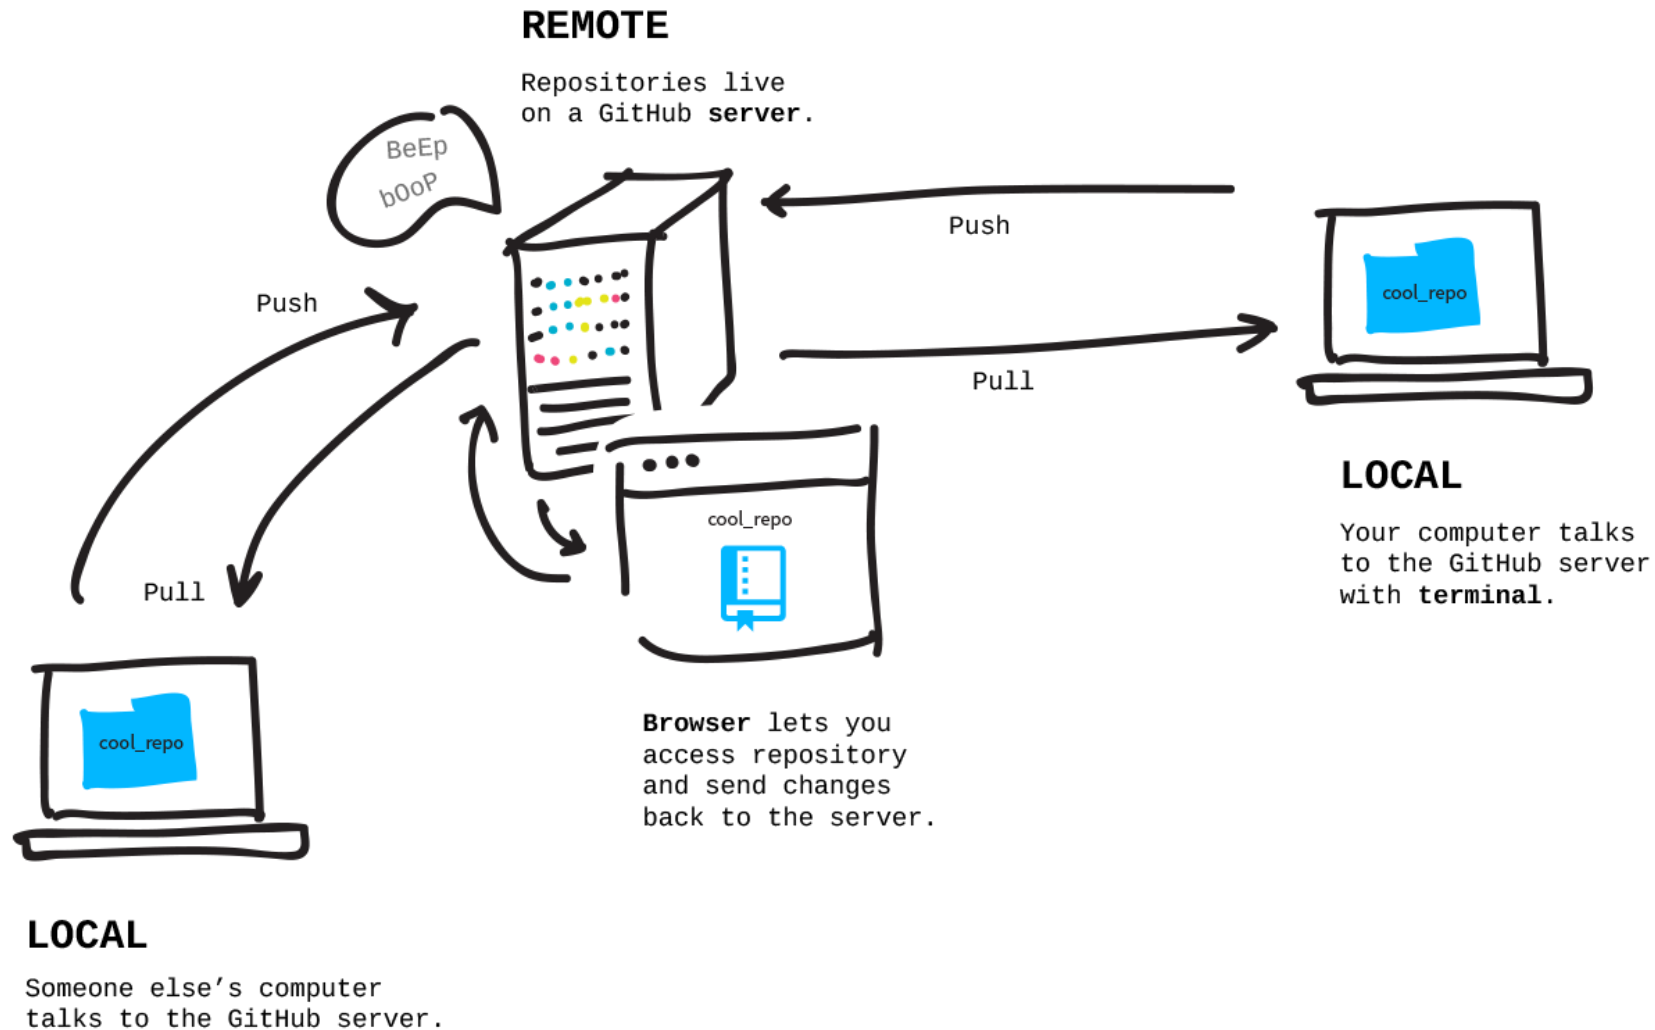 REMOTE
Repositories live
on a GitHub server.
BeEp
bOoP
Push
Pull
Push
Pull
cool_repo
LOCAL
Your computer talks
to the GitHub server
with terminal.
cool_repo
Browser lets you
access repository
and send changes
back to the server.
cool_repo
LOCAL
Someone else’s computer
talks to the GitHub server.